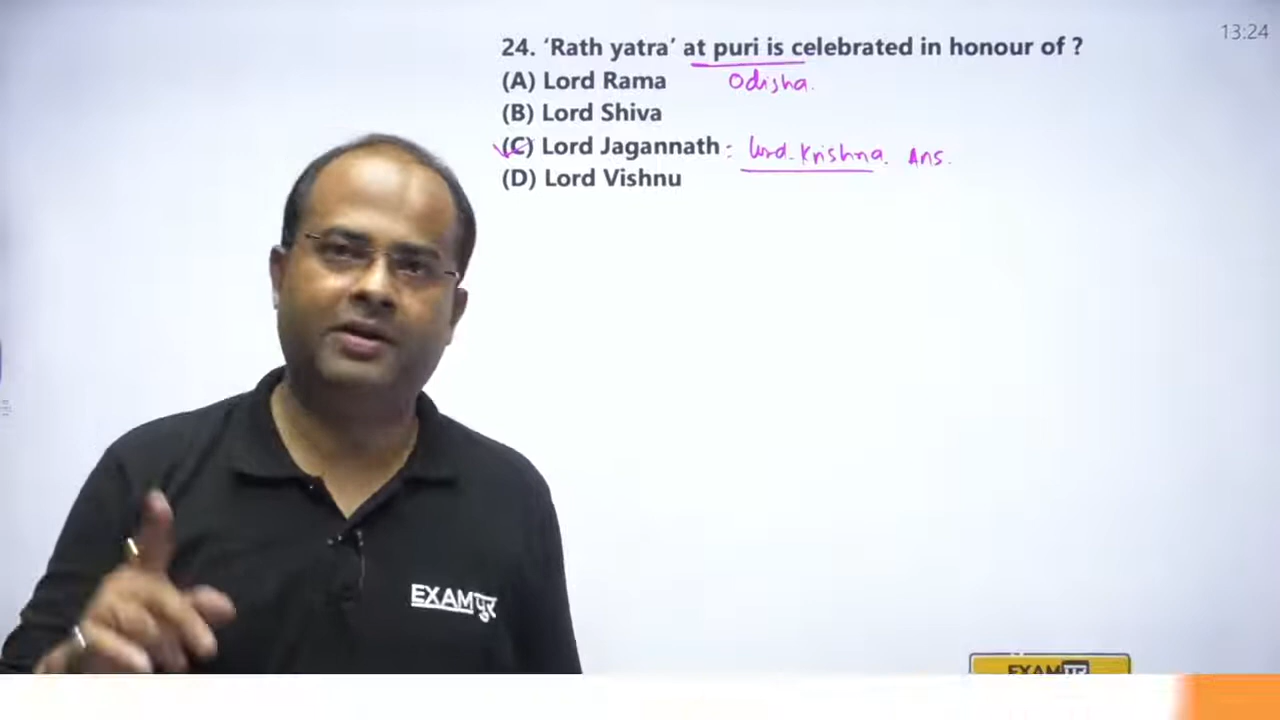 13:24
24. ‘Rath yatra’ at puri is celebrated in honour of ?
(A) Lord Rama Odisha.
(B) Lord Shiva
(C) Lord Jagannath : Lord Krishna. Ans.
(D) Lord Vishnu
EXAMपुर
EXAMपुर